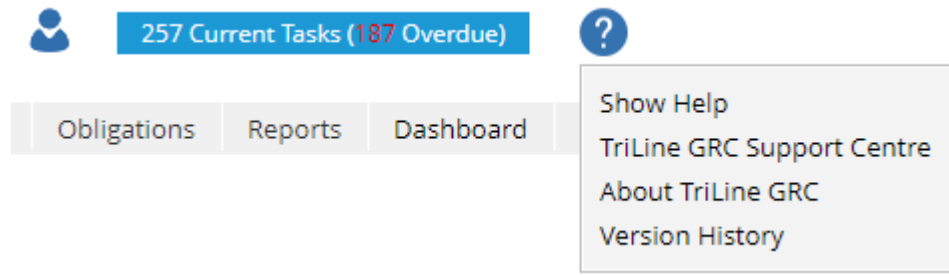 257 Current Tasks (187 Overdue)
?
Obligations Reports Dashboard
Show Help
TriLine GRC Support Centre
About TriLine GRC
Version History